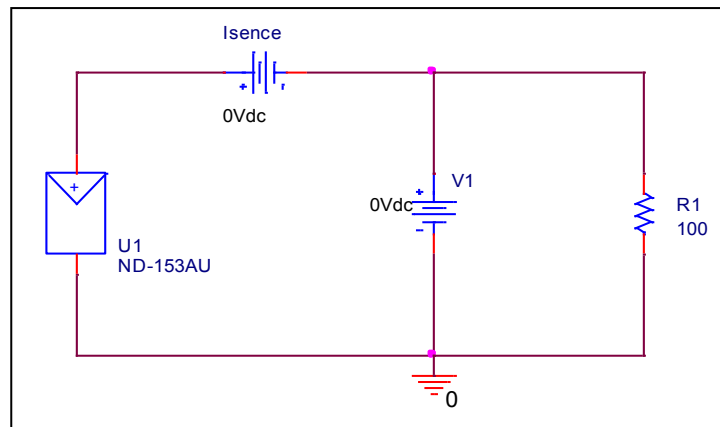 Isence
0Vdc
V1
0Vdc
R1
100
U1
ND-153AU
0